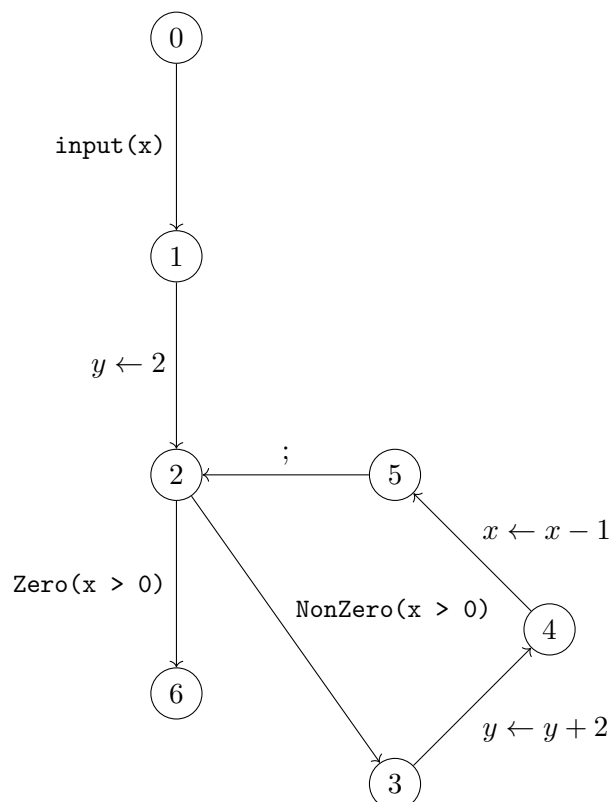 0
input(x)
1
y ← 2
2
;
5
x ← x − 1
Zero(x > 0)
NonZero(x > 0)
4
6
y ← y + 2
3